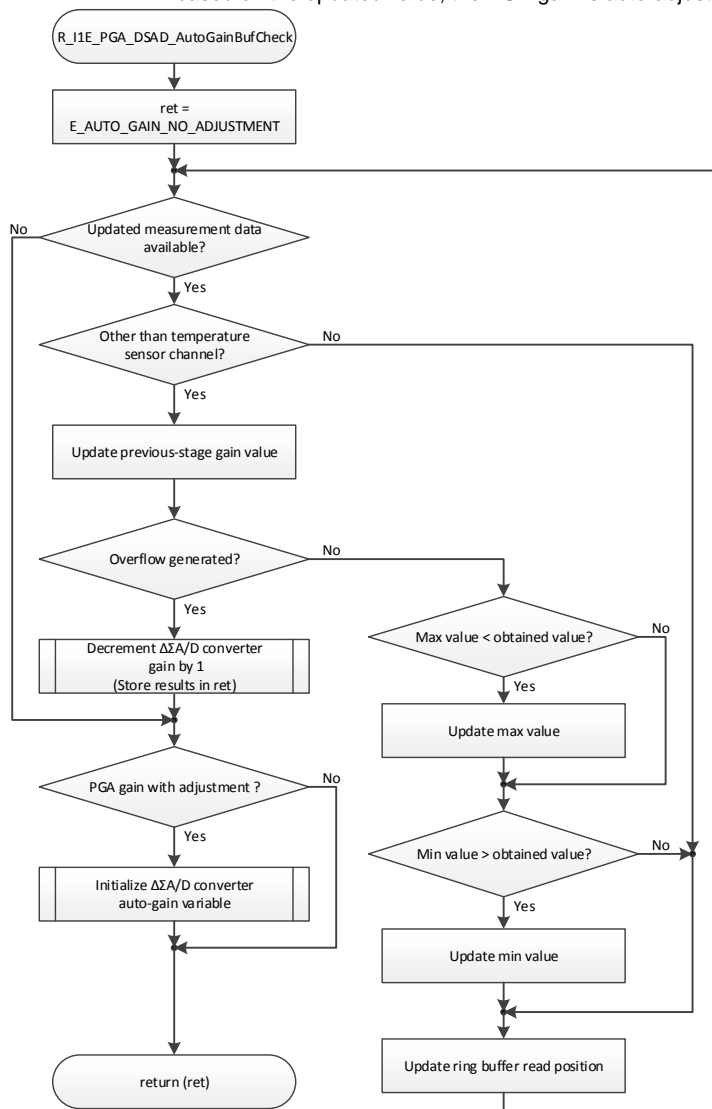 R_I1E_PGA_DSAD_AutoGainBufCheck
ret =
E_AUTO_GAIN_NO_ADJUSTMENT
No
Updated measurement data
available?
Yes
Other than temperature
sensor channel?
No
Yes
Update previous-stage gain value
Overflow generated?
No
Yes
Max value < obtained value?
No
Decrement ΔΣA/D converter
gain by 1
(Store results in ret)
Yes
Update max value
PGA gain with adjustment ?
No
Yes
Min value > obtained value?
No
Initialize ΔΣA/D converter
auto-gain variable
Yes
Update min value
return (ret)
Update ring buffer read position